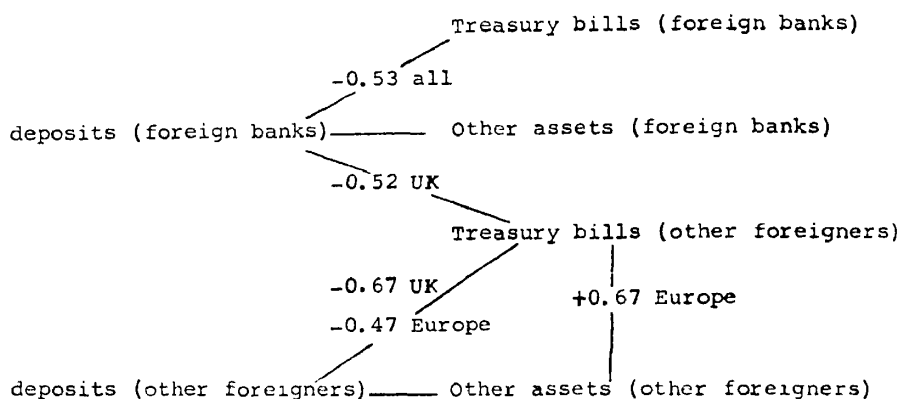 Treasury bills (foreign banks)
-0.53 all
deposits (foreign banks) Other assets (foreign banks)
-0.52 UK
Treasury bills (other foreigners)
-0.67 UK
+0.67 Europe
-0.47 Europe
deposits (other foreigners) Other assets (other foreigners)